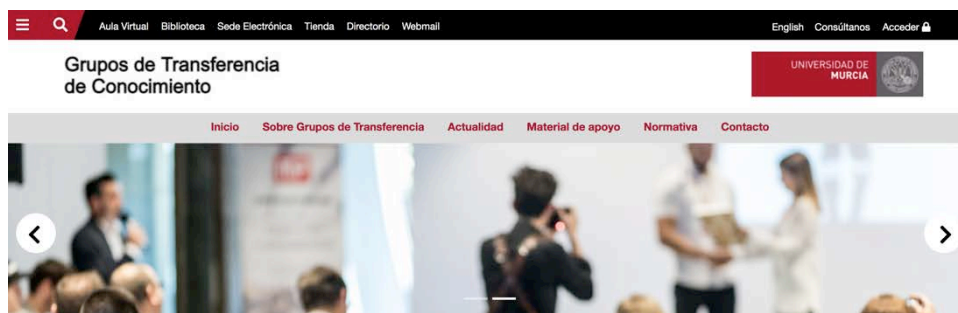 Aula Virtual Biblioteca Sede Electrónica Tienda Directorio Webmail English Consúltanos Acceder
Grupos de Transferencia
de Conocimiento
UNIVERSIDAD DE
MURCIA
Inicio Sobre Grupos de Transferencia Actualidad Material de apoyo Normativa Contacto